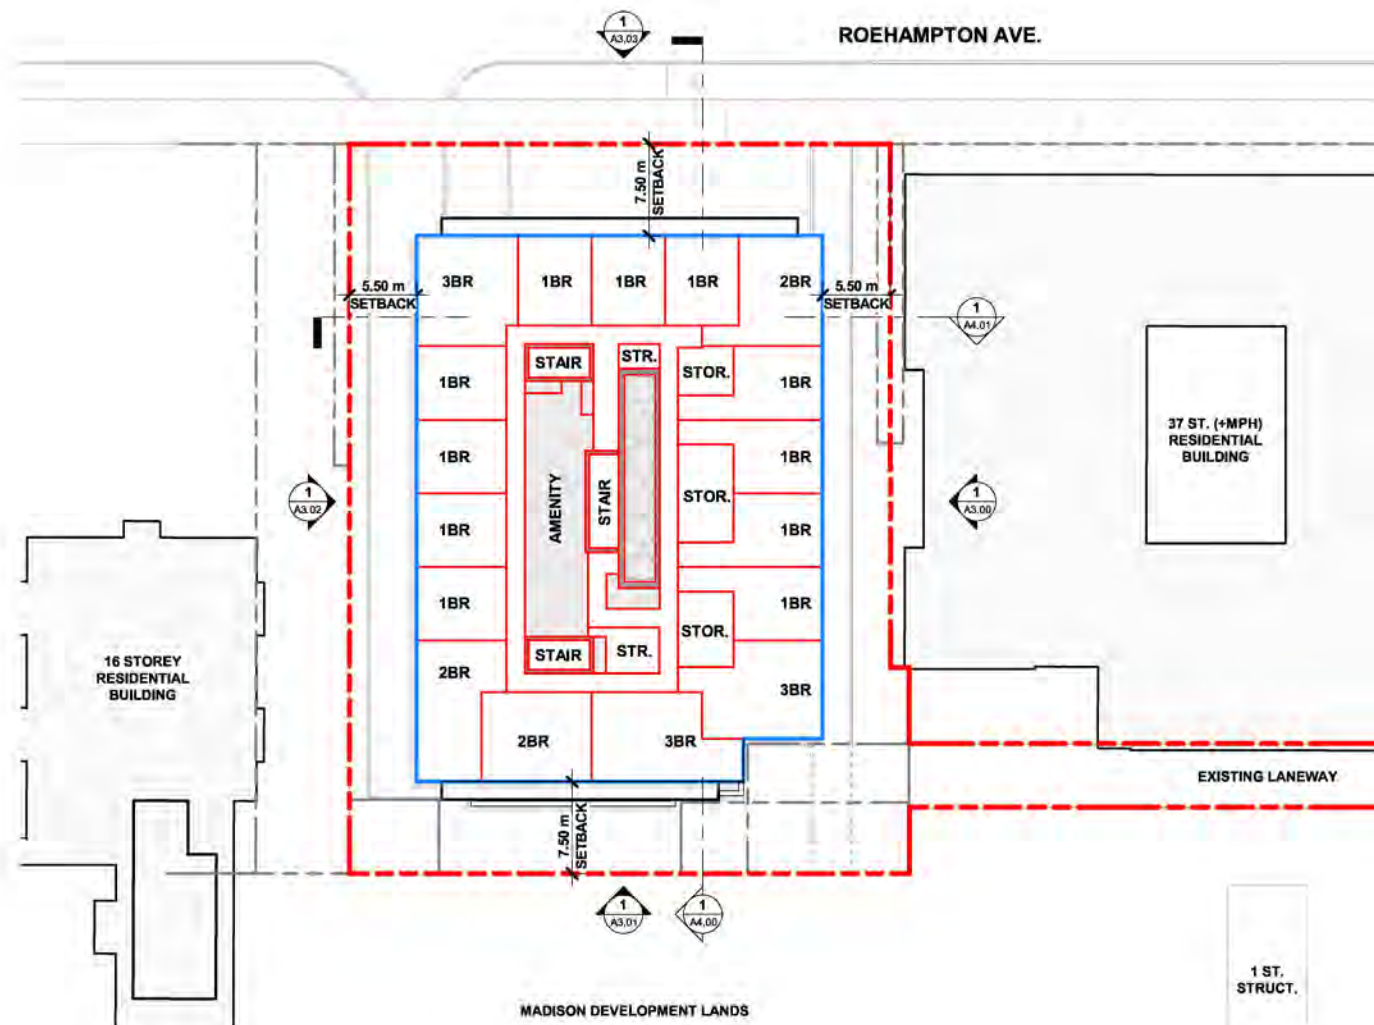 1
A3.03
ROEHAMPTON AVE.
7.50 m
SETBACK
5.50 m
SETBACK
3BR
1BR
1BR
1BR
2BR
5.50 m
SETBACK
1
A4.01
STAIR
STR.
STOR.
1BR
1BR
37 ST. (+MPH)
RESIDENTIAL
BUILDING
1BR
1BR
1
A3.02
AMENITY
STAIR
STOR.
1
A3.00
1BR
1BR
1BR
1BR
STOR.
16 STOREY
RESIDENTIAL
BUILDING
STAIR
STR.
2BR
3BR
2BR
3BR
EXISTING LANEWAY
7.50 m
SETBACK
1
A3.01
1
A4.00
1 ST.
STRUCT.
MADISON DEVELOPMENT LANDS